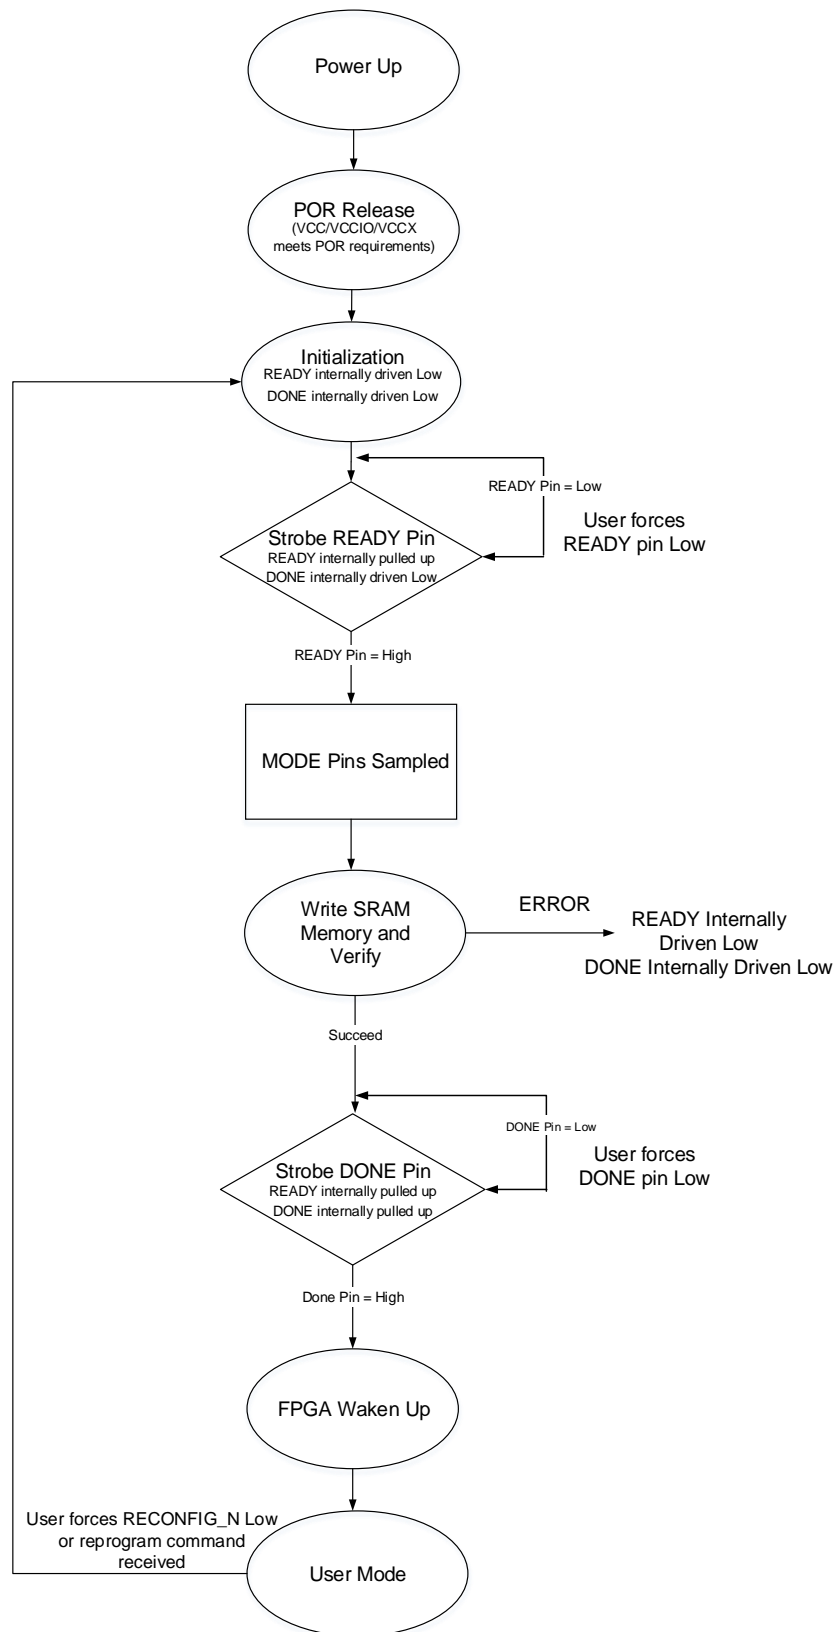 Power Up
POR Release
(VCC/VCCIO/VCCX
meets POR requirements)
Initialization
READY internally driven Low
DONE internally driven Low
READY Pin = Low
User forces
READY pin Low
Strobe READY Pin
READY internally pulled up
DONE internally driven Low
READY Pin = High
MODE Pins Sampled
Write SRAM
Memory and
Verify
ERROR
READY Internally
Driven Low
DONE Internally Driven Low
Succeed
DONE Pin = Low
User forces
DONE pin Low
Strobe DONE Pin
READY internally pulled up
DONE internally pulled up
Done Pin = High
FPGA Waken Up
User forces RECONFIG_N Low
or reprogram command
received
User Mode